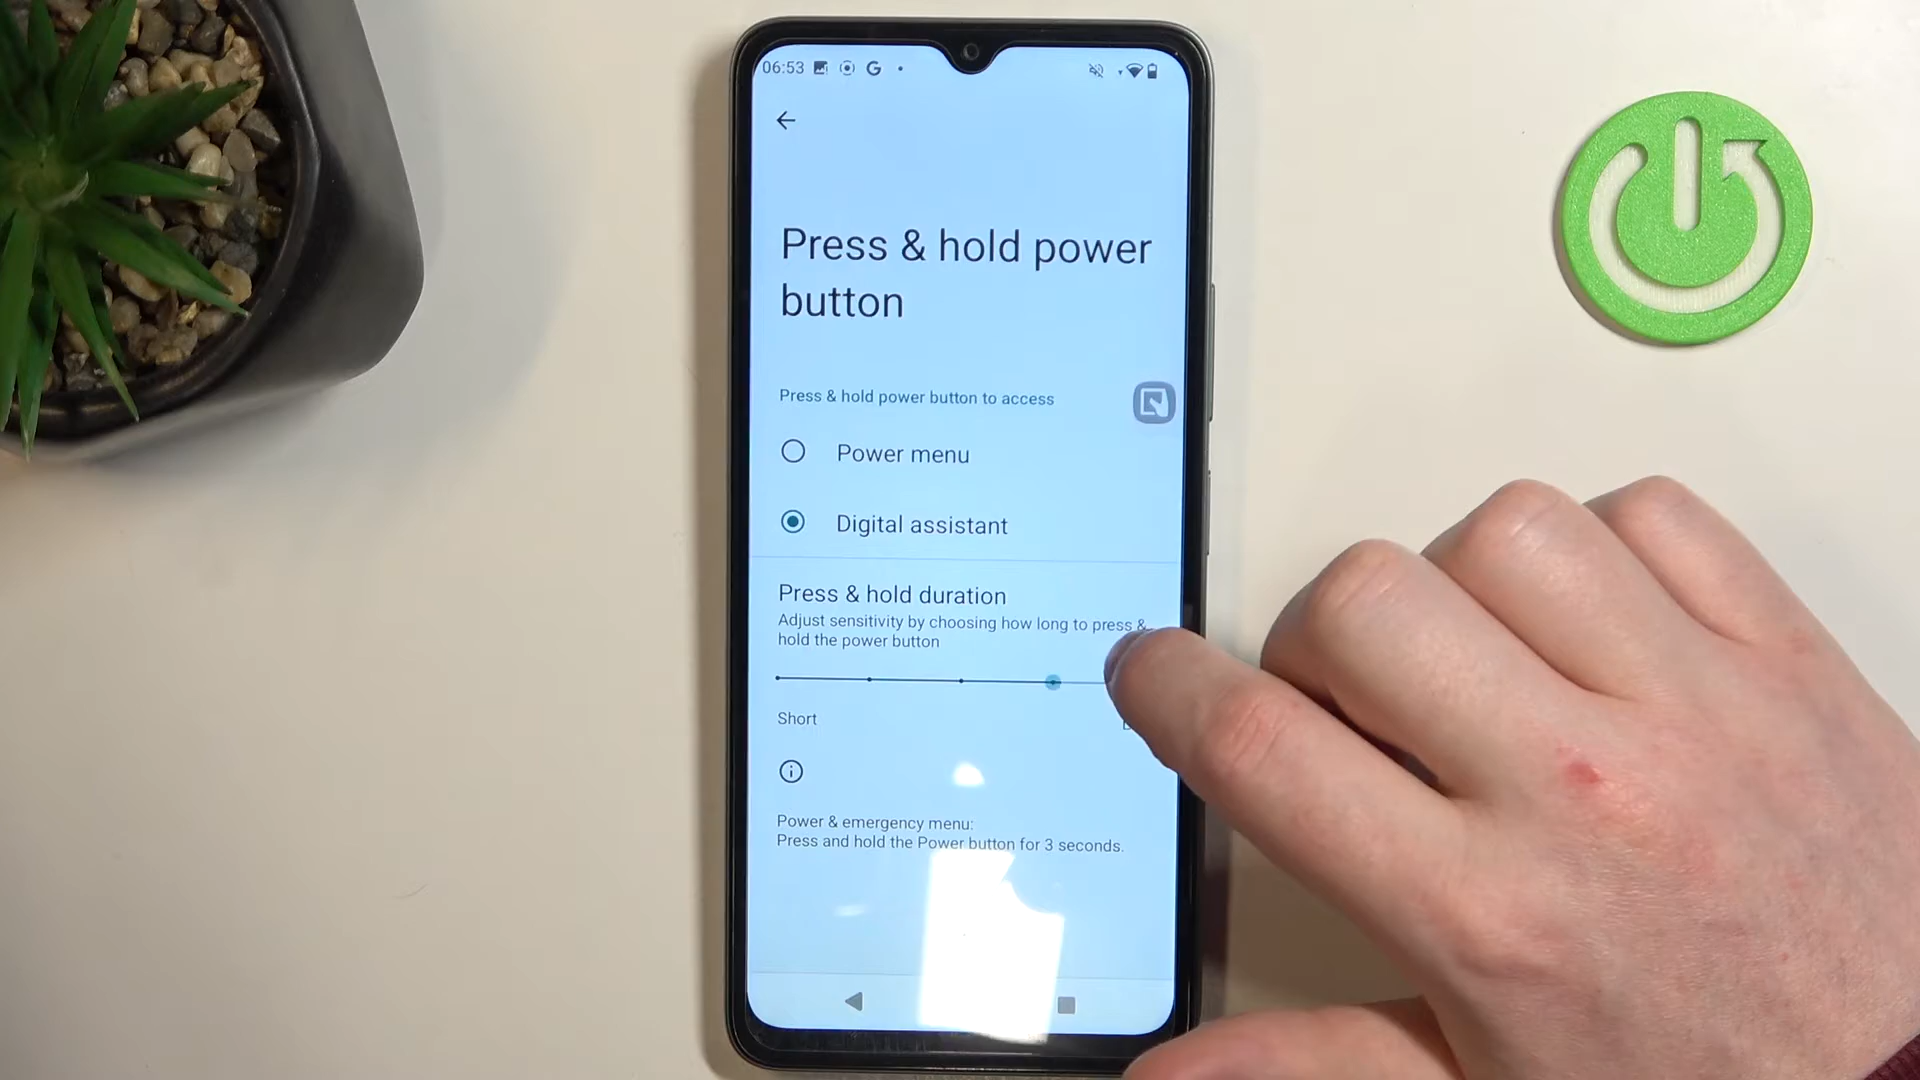 06:53
Press & hold power
button
Press & hold power button to access
Power menu
Digital assistant
Press & hold duration
Adjust sensitivity by choosing how long to press &
hold the power button
Short
Power & emergency menu:
Press and hold the Power button for 3 seconds.